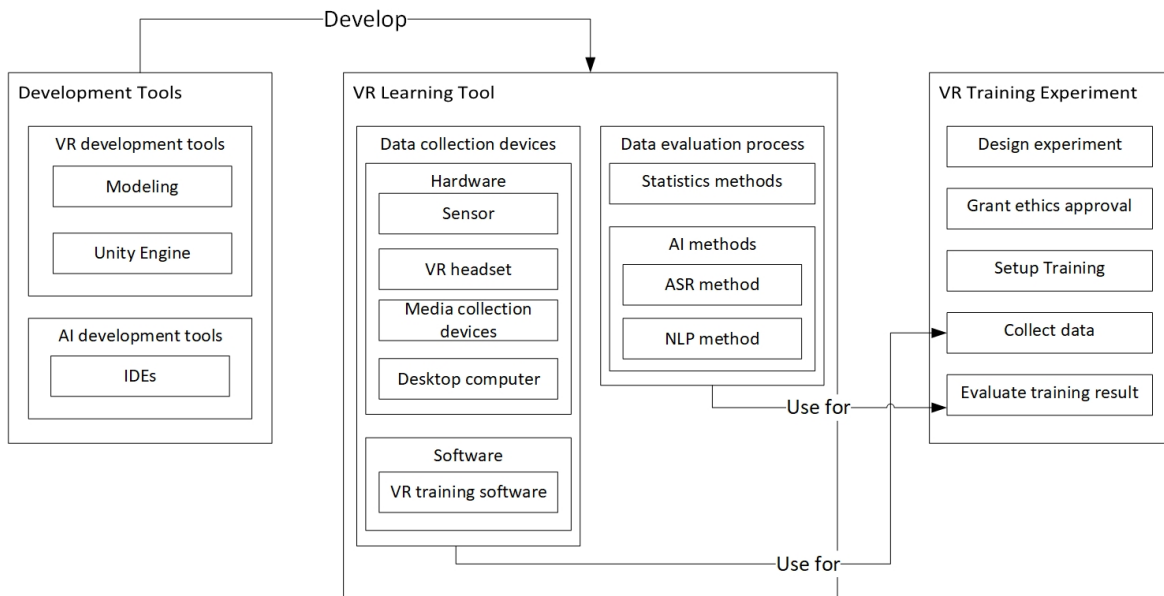 Develop
Development Tools
VR development tools
Modeling
Unity Engine
AI development tools
IDEs
VR Learning Tool
Data collection devices
Hardware
Sensor
VR headset
Media collection
devices
Desktop computer
Software
VR training software
Data evaluation process
Statistics methods
AI methods
ASR method
NLP method
Use for
Use for
VR Training Experiment
Design experiment
Grant ethics approval
Setup Training
Collect data
Evaluate training result